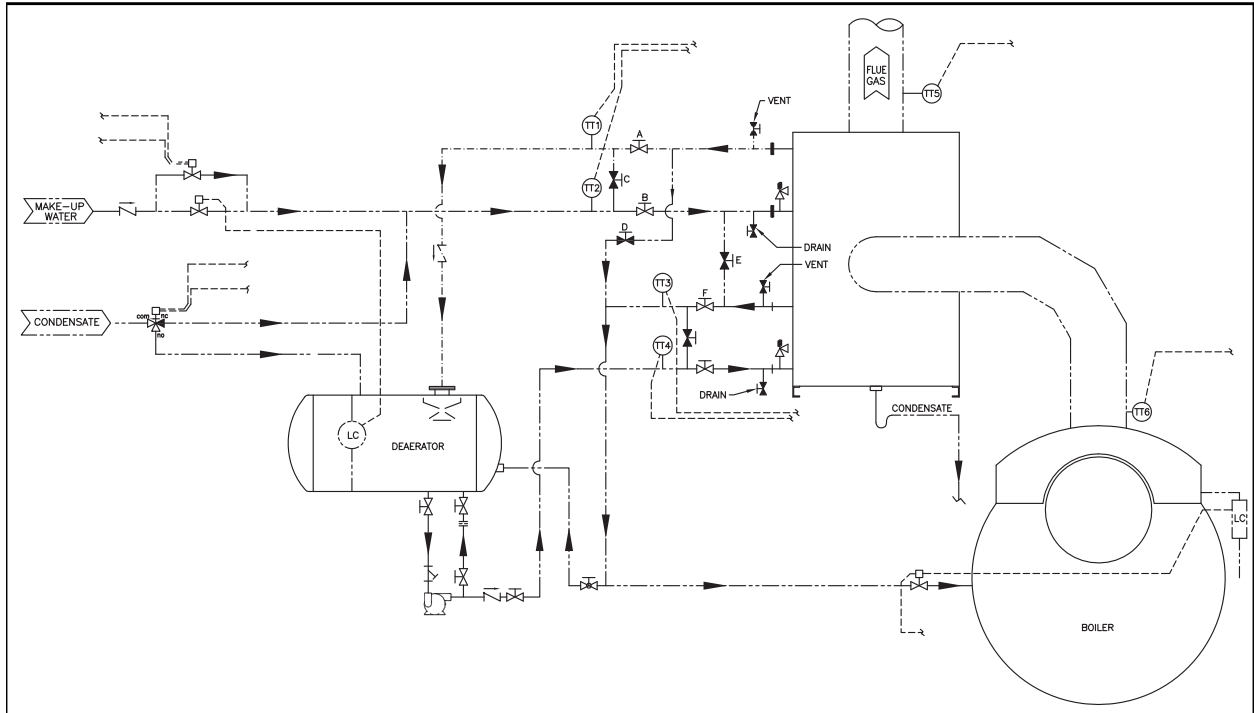 FLUE
GAS
TT5
VENT
TT1
A
C
TT2
B
MAKE-UP
WATER
D
DRAIN
E
VENT
TT3
F
com
nc
no
CONDENSATE
TT4
DRAIN
CONDENSATE
TT6
LC
DEAERATOR
LC
BOILER